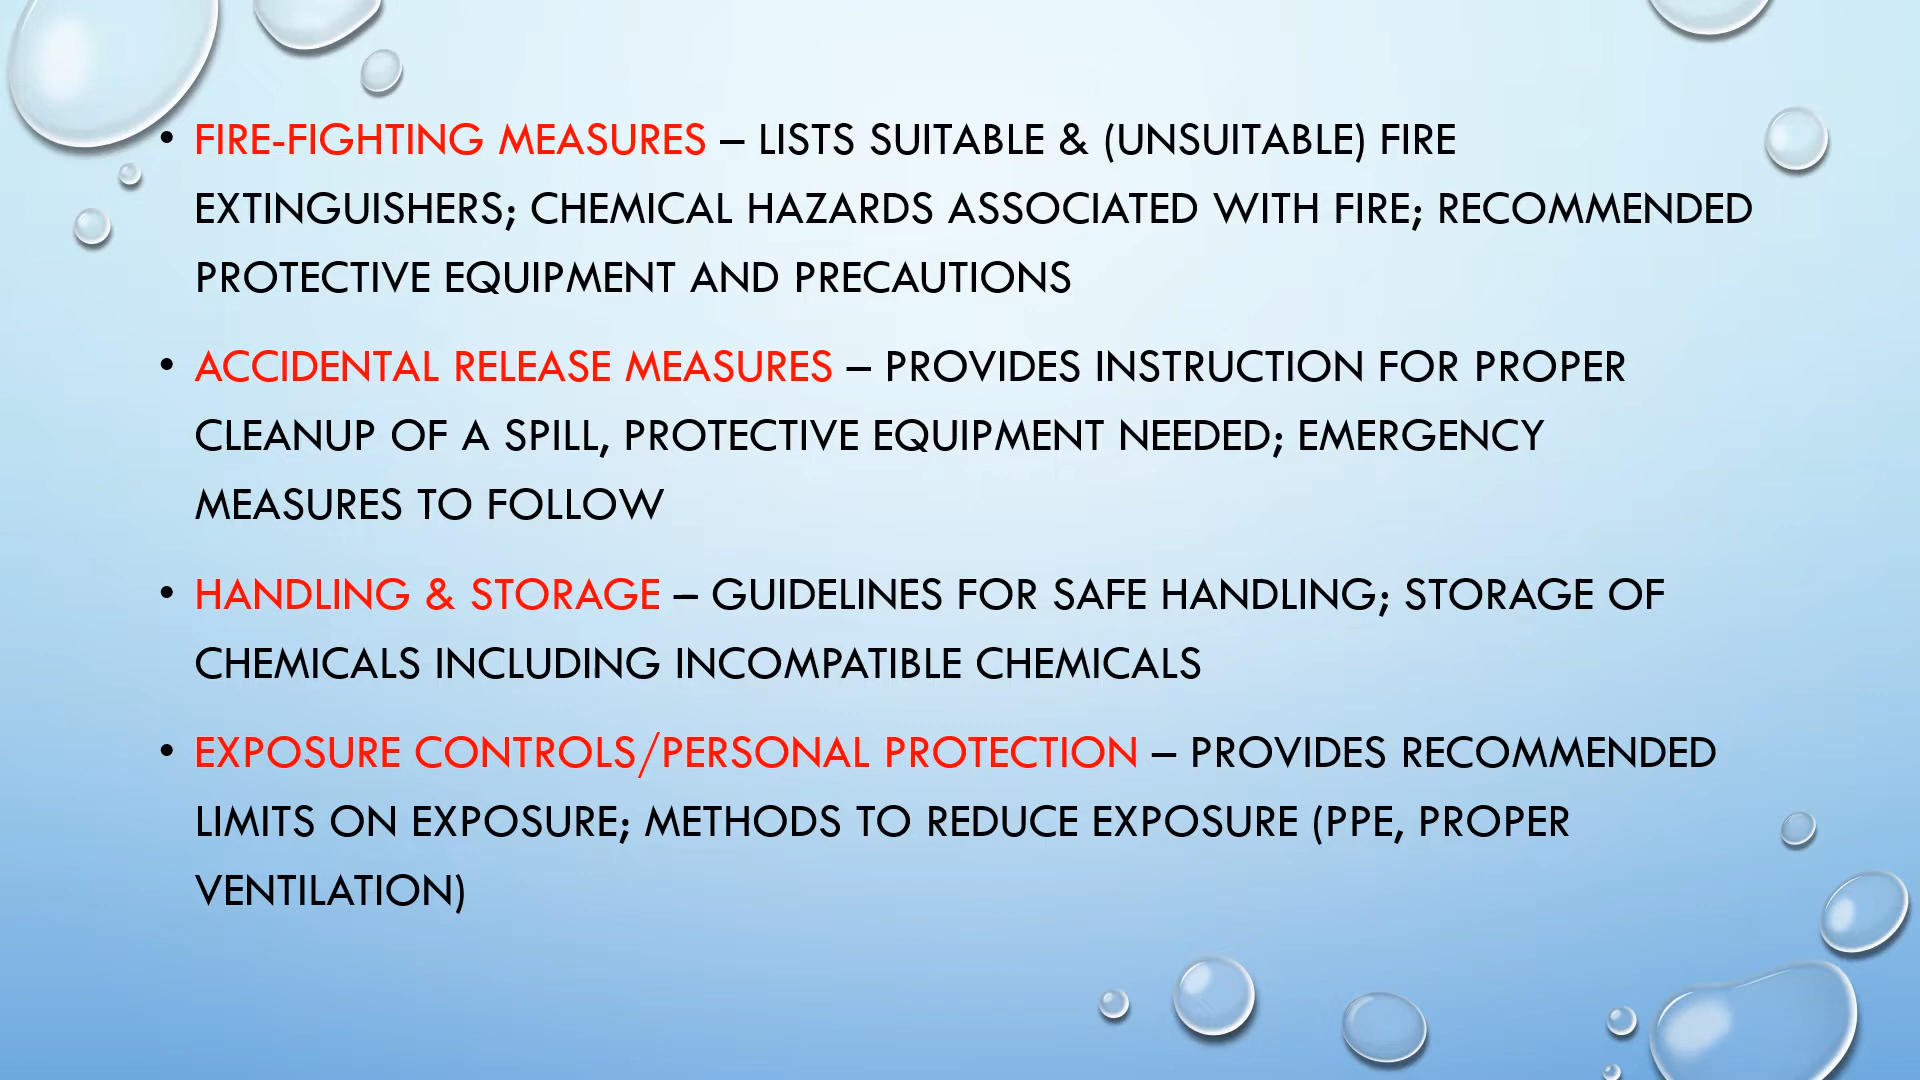 • FIRE-FIGHTING MEASURES – LISTS SUITABLE & (UNSUITABLE) FIRE
EXTINGUISHERS; CHEMICAL HAZARDS ASSOCIATED WITH FIRE; RECOMMENDED
PROTECTIVE EQUIPMENT AND PRECAUTIONS
• ACCIDENTAL RELEASE MEASURES – PROVIDES INSTRUCTION FOR PROPER
CLEANUP OF A SPILL, PROTECTIVE EQUIPMENT NEEDED; EMERGENCY
MEASURES TO FOLLOW
• HANDLING & STORAGE – GUIDELINES FOR SAFE HANDLING; STORAGE OF
CHEMICALS INCLUDING INCOMPATIBLE CHEMICALS
• EXPOSURE CONTROLS/PERSONAL PROTECTION – PROVIDES RECOMMENDED
LIMITS ON EXPOSURE; METHODS TO REDUCE EXPOSURE (PPE, PROPER
VENTILATION)